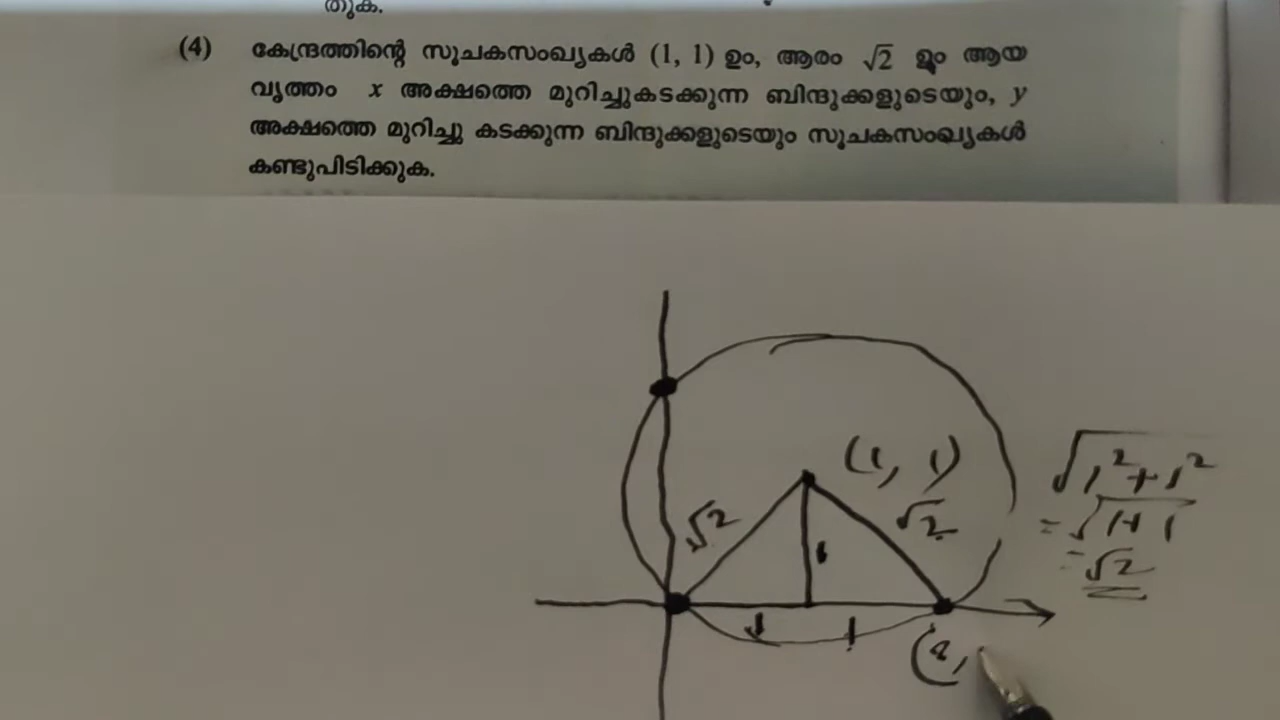 തുക.
(4) കേന്ദ്രത്തിന്റെ സൂചകസംഖ്യകൾ (1, 1) ഉം, ആരം √2 ളും ആയ
വൃത്തം x അക്ഷത്തെ മുറിച്ചുകടക്കുന്ന ബിന്ദുക്കളുടെയും, y
അക്ഷത്തെ മുറിച്ചു കടക്കുന്ന ബിന്ദുക്കളുടെയും സൂചകസംഖ്യകൾ
കണ്ടുപിടിക്കുക.
(1, 1)
√2
√2
1
1
1
(2,
√1²+1²
= √1+1
= √2